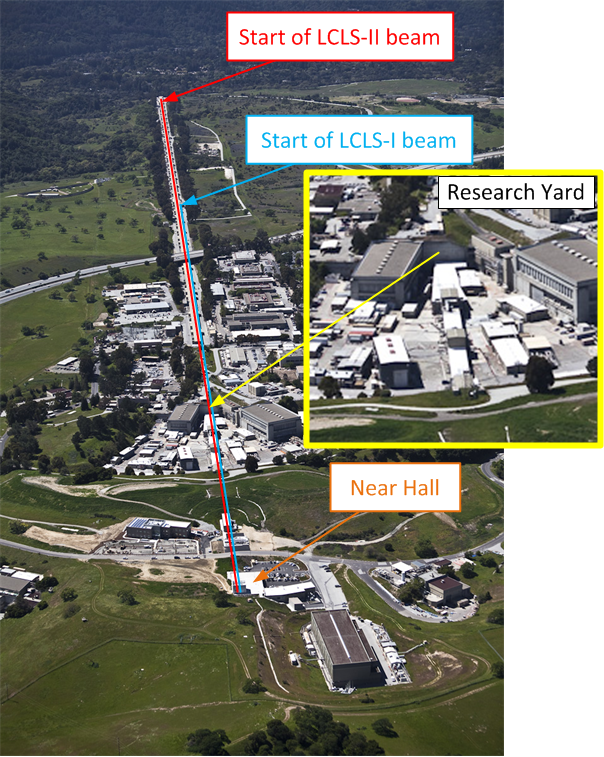 Start of LCLS-II beam
Start of LCLS-I beam
Research Yard
Near Hall